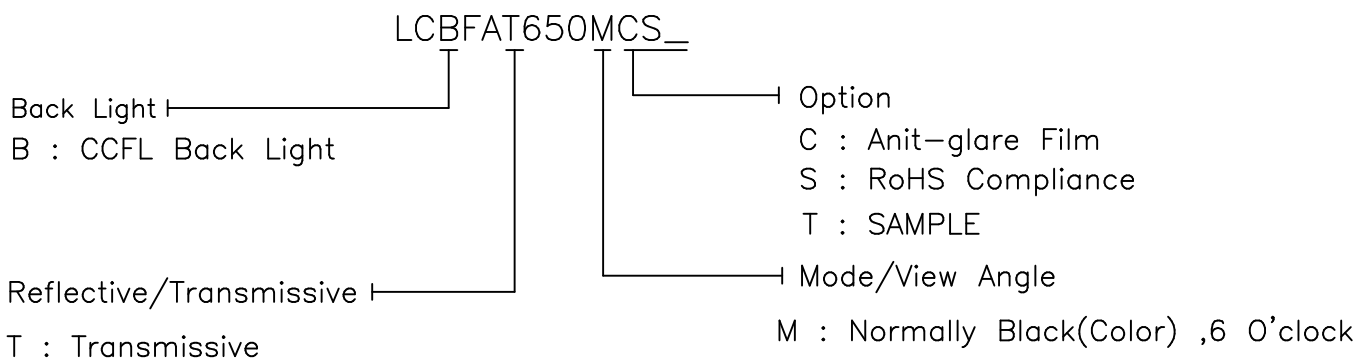 LCBFAT650MCS_
Back Light
B : CCFL Back Light
Reflective/Transmissive
T : Transmissive
Option
C : Anit-glare Film
S : RoHS Compliance
T : SAMPLE
Mode/View Angle
M : Normally Black(Color) ,6 O'clock